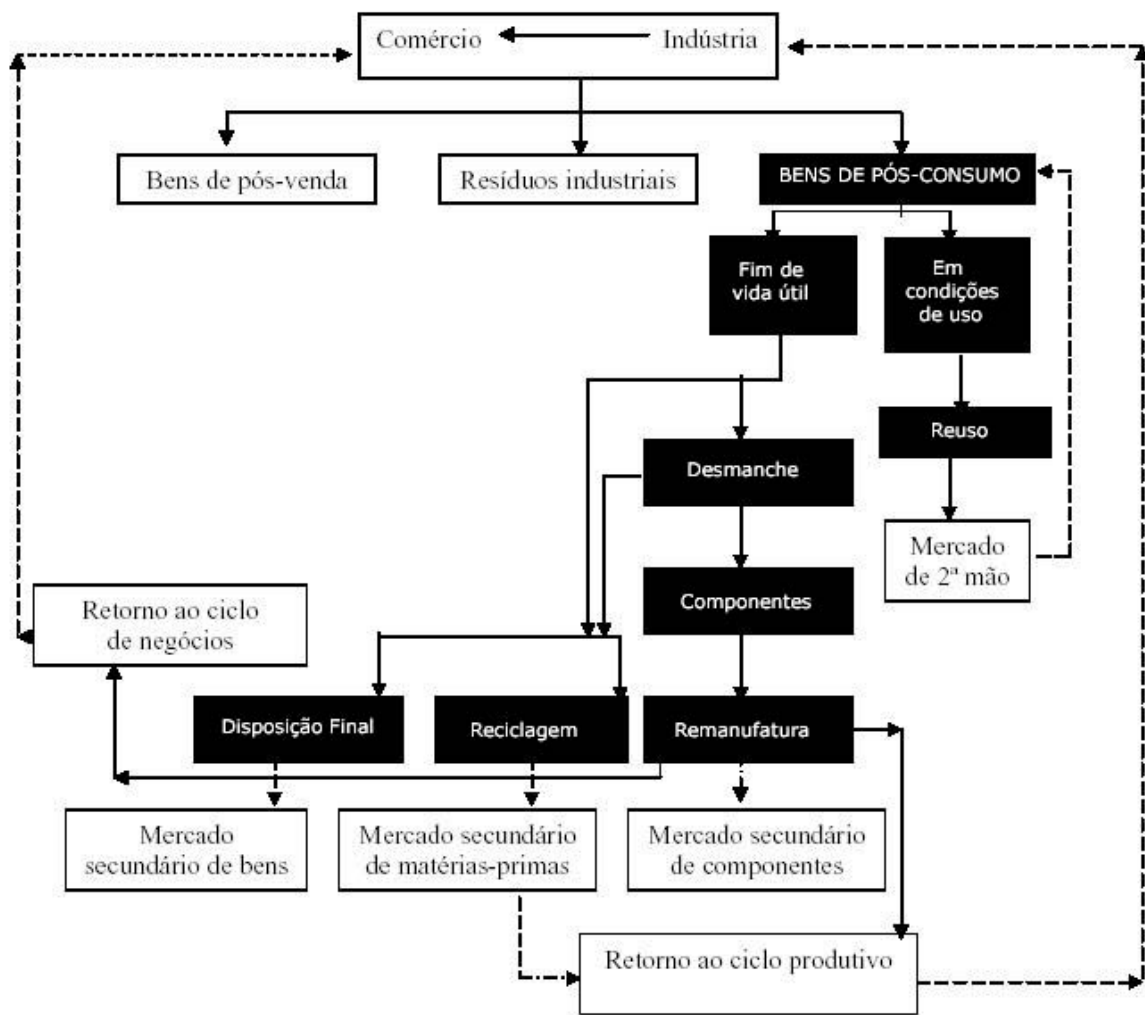 Comércio
Indústria
Bens de pós-venda
Resíduos industriais
BENS DE PÓS-CONSUMO
Fim de
vida útil
Em
condições
de uso
Reuso
Desmanche
Mercado
de 2ª mão
Componentes
Retorno ao ciclo
de negócios
Disposição Final
Reciclagem
Remanufatura
Mercado
secundário de bens
Mercado secundário
de matérias-primas
Mercado secundário
de componentes
Retorno ao ciclo produtivo